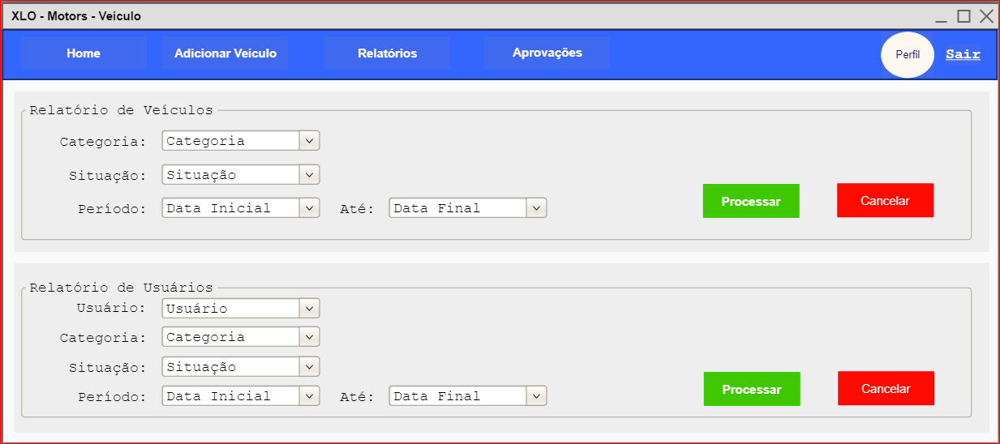 XLO - Motors - Veículo
Home Adicionar Veículo Relatórios Aprovações Perfil Sair
Relatório de Veículos
Categoria: Categoria
Situação: Situação
Período: Data Inicial Até: Data Final Processar Cancelar
Relatório de Usuários
Usuário: Usuário
Categoria: Categoria
Situação: Situação
Período: Data Inicial Até: Data Final Processar Cancelar